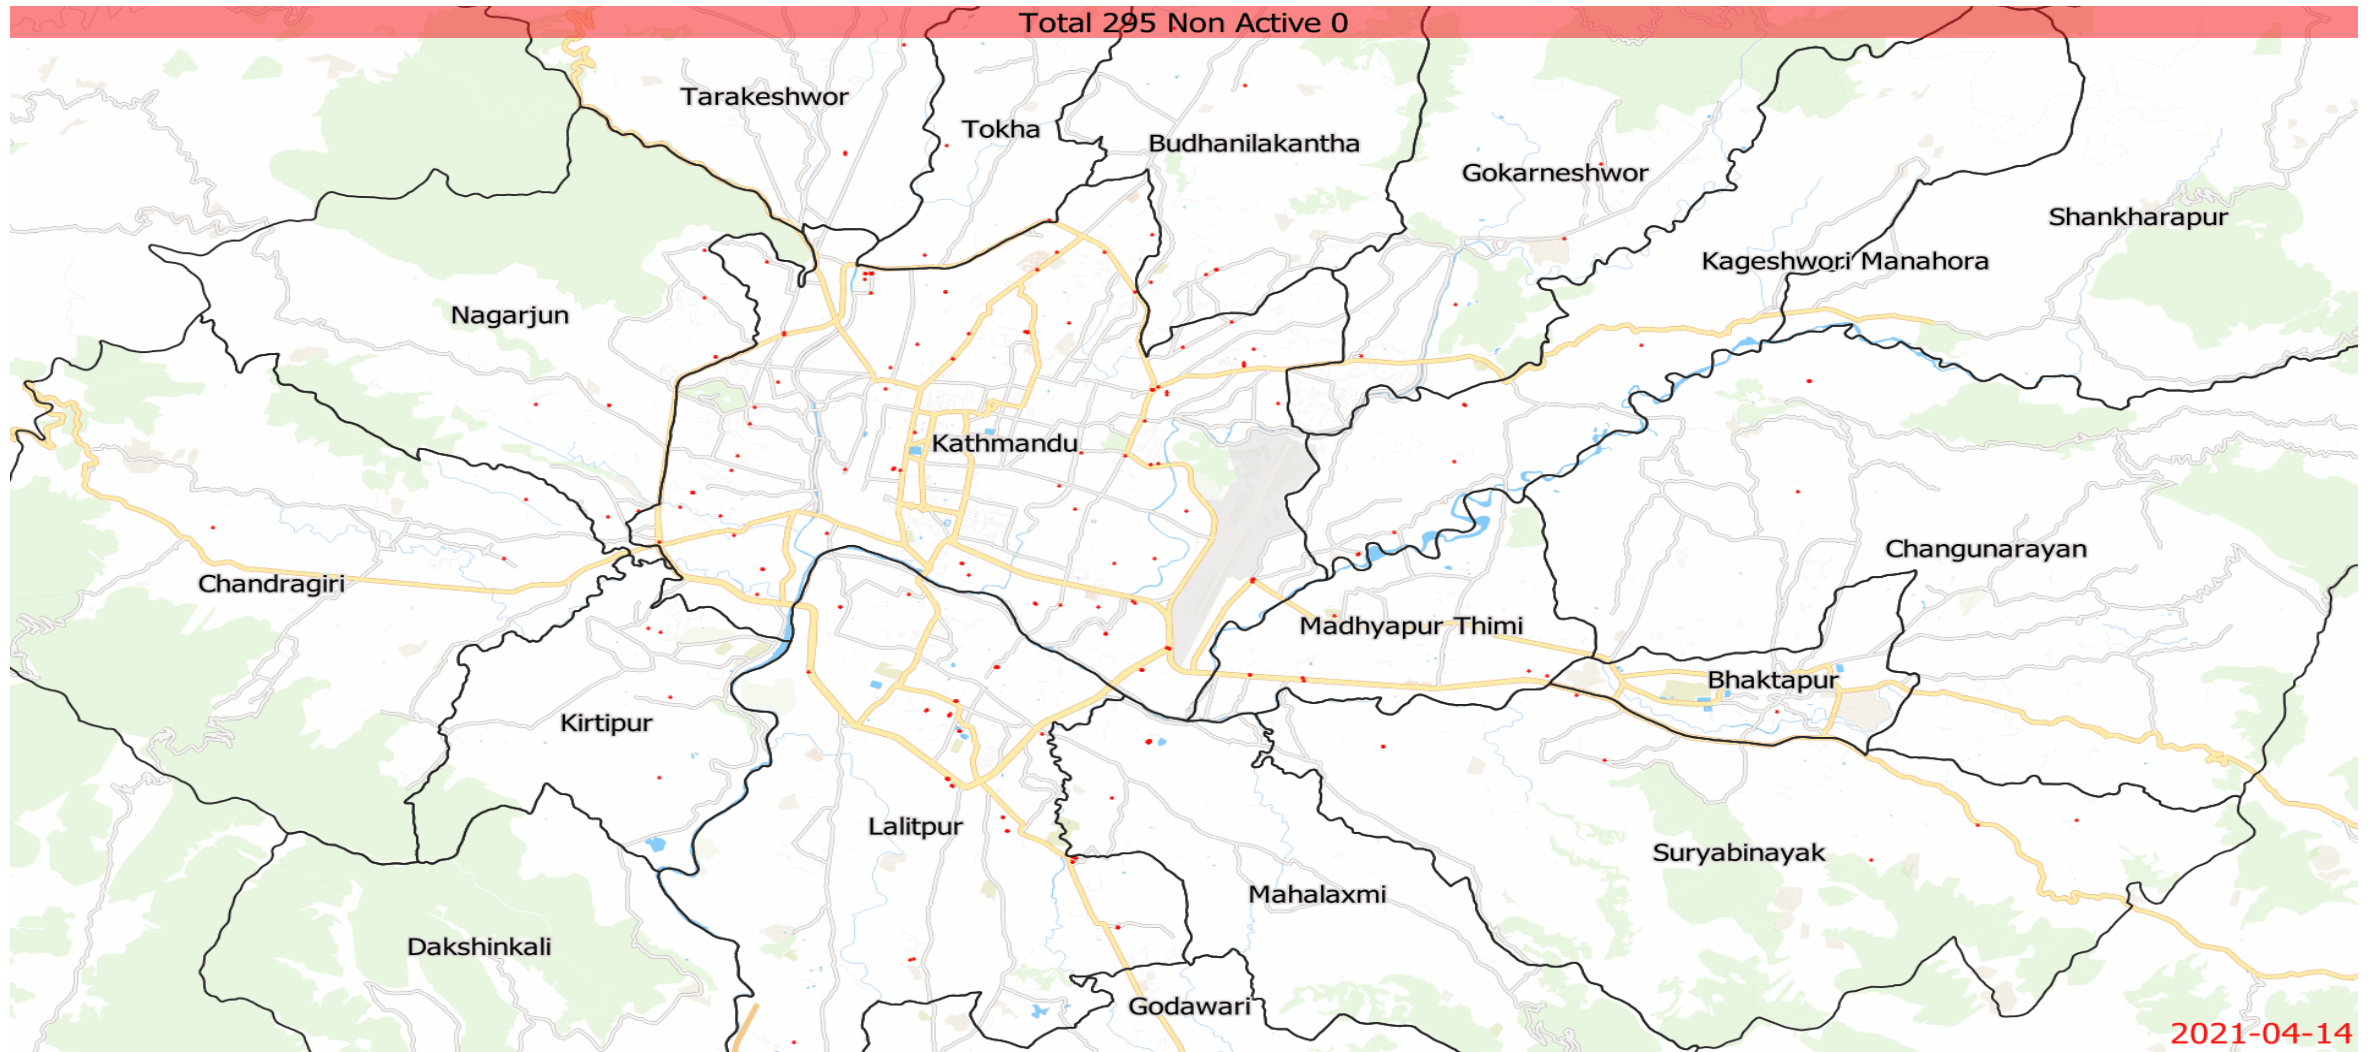 Total 295 Non Active 0
Tarakeshwor
Tokha
Budhanilakantha
Gokarneshwor
Shankharapur
Kageshwori Manahora
Nagarjun
Kathmandu
Changunarayan
Chandragiri
Madhyapur Thimi
Bhaktapur
Kirtipur
Lalitpur
Suryabinayak
Mahalaxmi
Dakshinkali
Godawari
2021-04-14